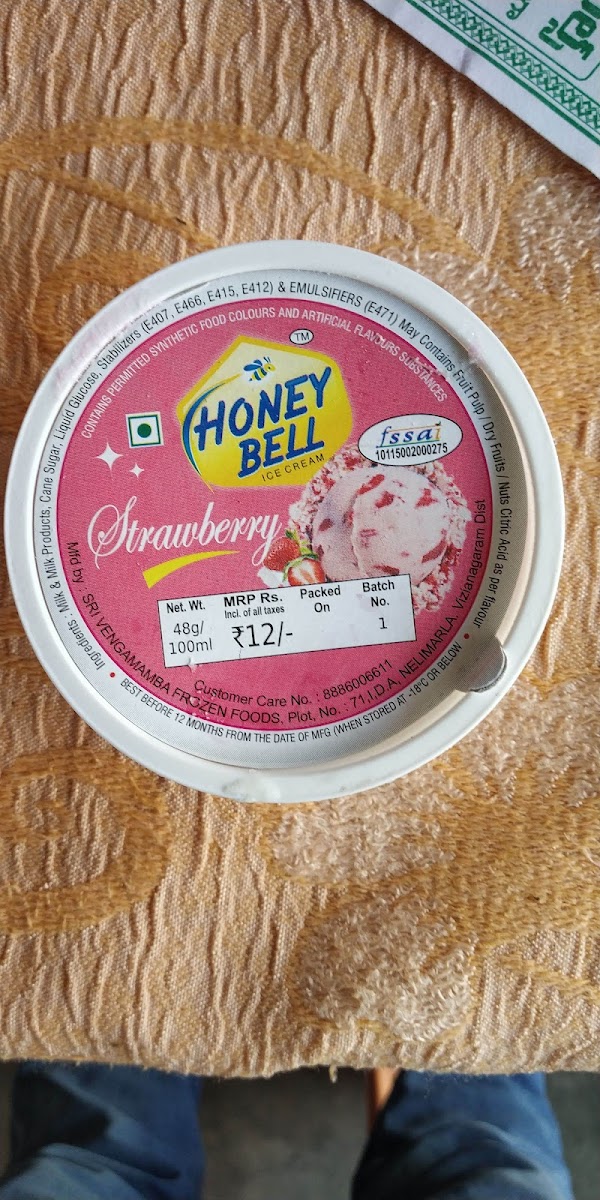 Ingredients : Milk & Milk Products, Cane Sugar, Liquid Glucose, Stabilizers (E407, E466, E415, E412) & EMULSIFIERS (E471) May Contains Fruit Pulp / Dry Fruits / Nuts Citric Acid as per flavour
CONTAINS PERMITTED SYNTHETIC FOOD COLOURS AND ARTIFICIAL FLAVOURS SUBSTANCES
TM
HONEY
BELL
ICE CREAM
fssai
10115002000275
Strawberry
Net. Wt.
48g/
100ml
MRP Rs.
Incl. of all taxes
₹12/-
Packed
On
Batch
No.
1
Customer Care No. : 8886006611
Mfd by : SRI VENGAMAMBA FROZEN FOODS, Plot, No. : 71, I.D.A, NELIMARLA. Vizianagaram Dist
BEST BEFORE 12 MONTHS FROM THE DATE OF MFG (WHEN STORED AT -18°C OR BELOW